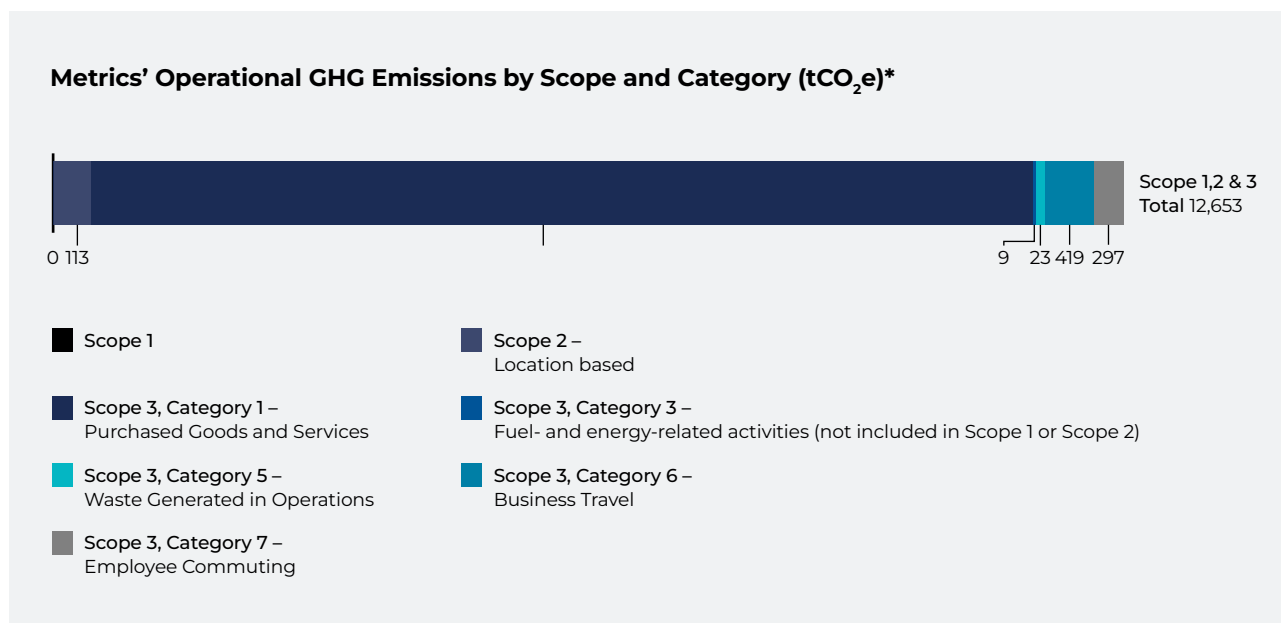 Metrics’ Operational GHG Emissions by Scope and Category (tCO₂e)*
Scope 1,2 & 3
Total 12,653
0 113 9 23 419 297
Scope 1
Scope 2 –
Location based
Scope 3, Category 1 –
Purchased Goods and Services
Scope 3, Category 3 –
Fuel- and energy-related activities (not included in Scope 1 or Scope 2)
Scope 3, Category 5 –
Waste Generated in Operations
Scope 3, Category 6 –
Business Travel
Scope 3, Category 7 –
Employee Commuting